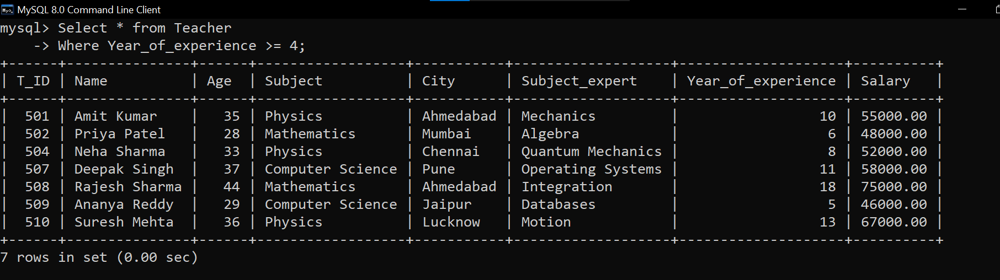 MySQL 8.0 Command Line Client
mysql> Select * from Teacher
    -> Where Year_of_experience >= 4;
+------+---------------+------+------------------+-----------+-------------------+--------------------+----------+
| T_ID | Name          | Age  | Subject          | City      | Subject_expert    | Year_of_experience | Salary   |
+------+---------------+------+------------------+-----------+-------------------+--------------------+----------+
|  501 | Amit Kumar    |   35 | Physics          | Ahmedabad | Mechanics         |                 10 | 55000.00 |
|  502 | Priya Patel   |   28 | Mathematics      | Mumbai    | Algebra           |                  6 | 48000.00 |
|  504 | Neha Sharma   |   33 | Physics          | Chennai   | Quantum Mechanics |                  8 | 52000.00 |
|  507 | Deepak Singh  |   37 | Computer Science | Pune      | Operating Systems |                 11 | 58000.00 |
|  508 | Rajesh Sharma |   44 | Mathematics      | Ahmedabad | Integration       |                 18 | 75000.00 |
|  509 | Ananya Reddy  |   29 | Computer Science | Jaipur    | Databases         |                  5 | 46000.00 |
|  510 | Suresh Mehta  |   36 | Physics          | Lucknow   | Motion            |                 13 | 67000.00 |
+------+---------------+------+------------------+-----------+-------------------+--------------------+----------+
7 rows in set (0.00 sec)